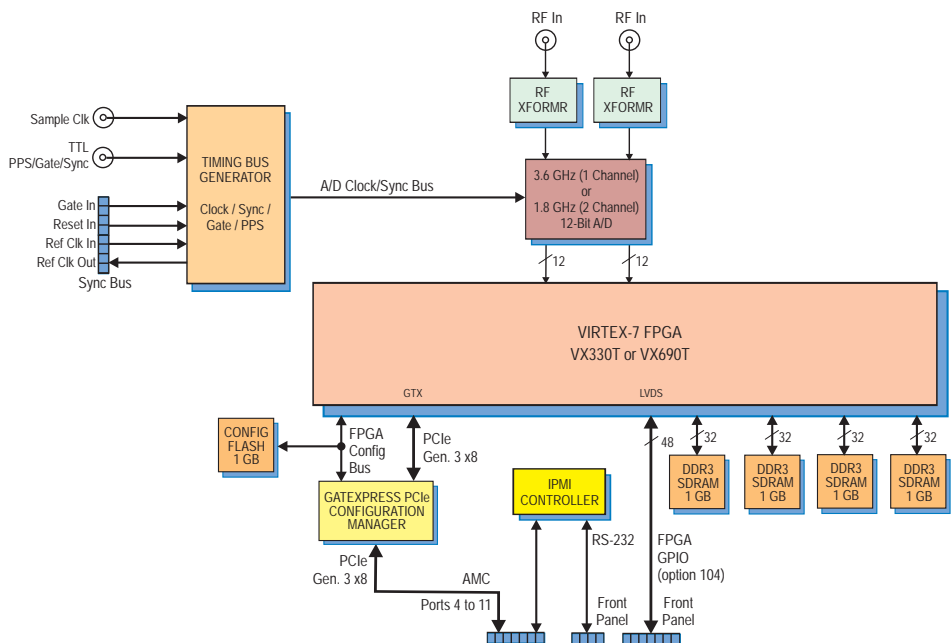 RF In
RF In
RF
XFORMR
RF
XFORMR
Sample Clk
TTL
PPS/Gate/Sync
Gate In
Reset In
Ref Clk In
Ref Clk Out
Sync Bus
TIMING BUS
GENERATOR
Clock / Sync /
Gate / PPS
A/D Clock/Sync Bus
3.6 GHz (1 Channel)
or
1.8 GHz (2 Channel)
12-Bit A/D
12
12
VIRTEX-7 FPGA
VX330T or VX690T
GTX
LVDS
CONFIG
FLASH
1 GB
FPGA
Config
Bus
PCIe
Gen. 3 x8
48
32
32
32
32
DDR3
SDRAM
1 GB
DDR3
SDRAM
1 GB
DDR3
SDRAM
1 GB
DDR3
SDRAM
1 GB
GATEXPRESS PCIe
CONFIGURATION
MANAGER
IPMI
CONTROLLER
RS-232
FPGA
GPIO
(option 104)
PCIe
Gen. 3 x8
AMC
Ports 4 to 11
Front
Panel
Front
Panel